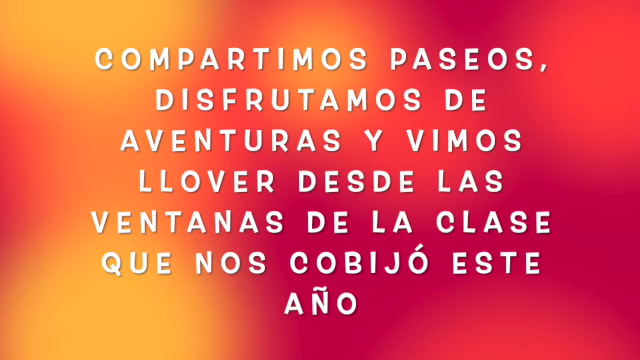 COMPARTIMOS PASEOS,
DISFRUTAMOS DE
AVENTURAS Y VIMOS
LLOVER DESDE LAS
VENTANAS DE LA CLASE
QUE NOS COBIJÓ ESTE
AÑO